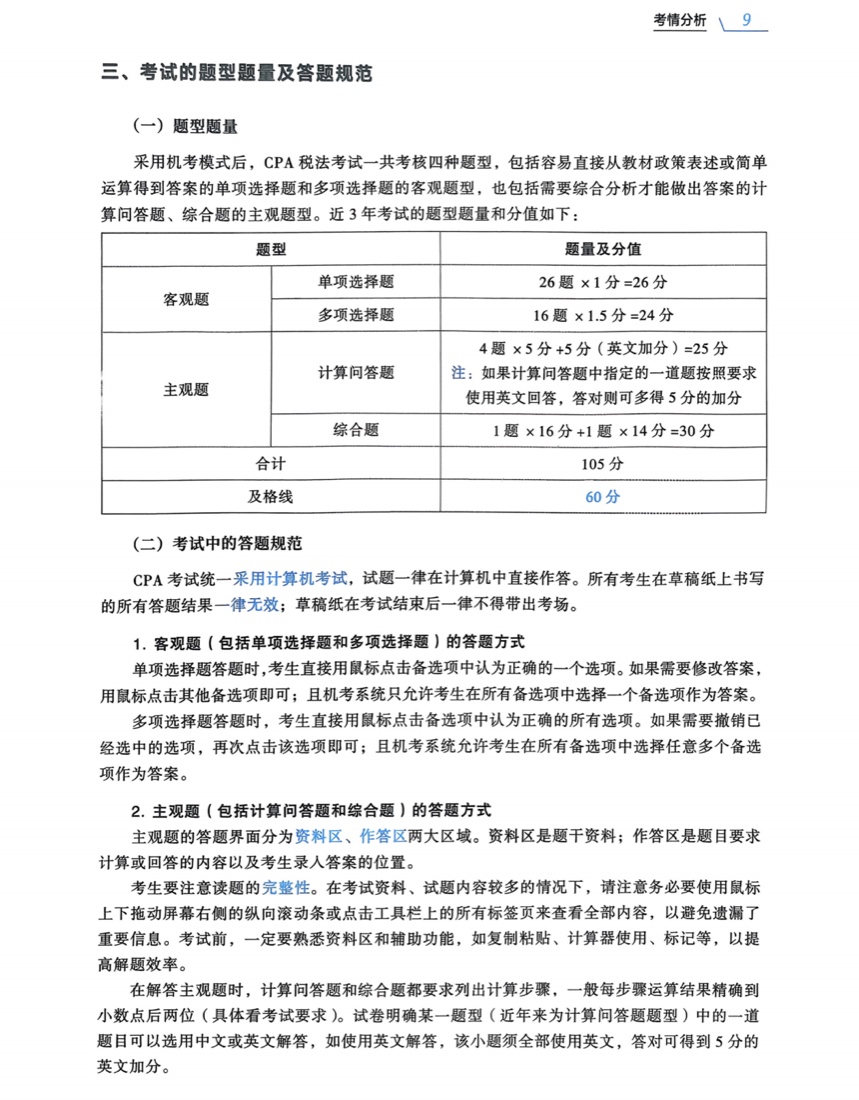 考情分析 9
三、考试的题型题量及答题规范
（一）题型题量
采用机考模式后，CPA 税法考试一共考核四种题型，包括容易直接从教材政策表述或简单
运算得到答案的单项选择题和多项选择题的客观题型，也包括需要综合分析才能做出答案的计
算问答题、综合题的主观题型。近 3 年考试的题型题量和分值如下：
题型 题量及分值
客观题 单项选择题 26 题 ×1 分 =26 分
多项选择题 16 题 ×1.5 分 =24 分
主观题 计算问答题 4 题 ×5 分 +5 分（英文加分）=25 分
注：如果计算问答题中指定的一道题按照要求
使用英文回答，答对则可多得 5 分的加分
综合题 1 题 ×16 分 +1 题 ×14 分 =30 分
合计 105 分
及格线 60 分
（二）考试中的答题规范
CPA 考试统一采用计算机考试，试题一律在计算机中直接作答。所有考生在草稿纸上书写
的所有答题结果一律无效；草稿纸在考试结束后一律不得带出考场。
1. 客观题（包括单项选择题和多项选择题）的答题方式
单项选择题答题时，考生直接用鼠标点击备选项中认为正确的一个选项。如果需要修改答案，
用鼠标点击其他备选项即可；且机考系统只允许考生在所有备选项中选择一个备选项作为答案。
多项选择题答题时，考生直接用鼠标点击备选项中认为正确的所有选项。如果需要撤销已
经选中的选项，再次点击该选项即可；且机考系统允许考生在所有备选项中选择任意多个备选
项作为答案。
2. 主观题（包括计算问答题和综合题）的答题方式
主观题的答题界面分为资料区、作答区两大区域。资料区是题干资料；作答区是题目要求
计算或回答的内容以及考生录入答案的位置。
考生要注意读题的完整性。在考试资料、试题内容较多的情况下，请注意务必要使用鼠标
上下拖动屏幕右侧的纵向滚动条或点击工具栏上的所有标签页来查看全部内容，以避免遗漏了
重要信息。考试前，一定要熟悉资料区和辅助功能，如复制粘贴、计算器使用、标记等，以提
高解题效率。
在解答主观题时，计算问答题和综合题都要求列出计算步骤，一般每步骤运算结果精确到
小数点后两位（具体看考试要求）。试卷明确某一题型（近年来为计算问答题题型）中的一道
题目可以选用中文或英文解答，如使用英文解答，该小题须全部使用英文，答对可得到 5 分的
英文加分。